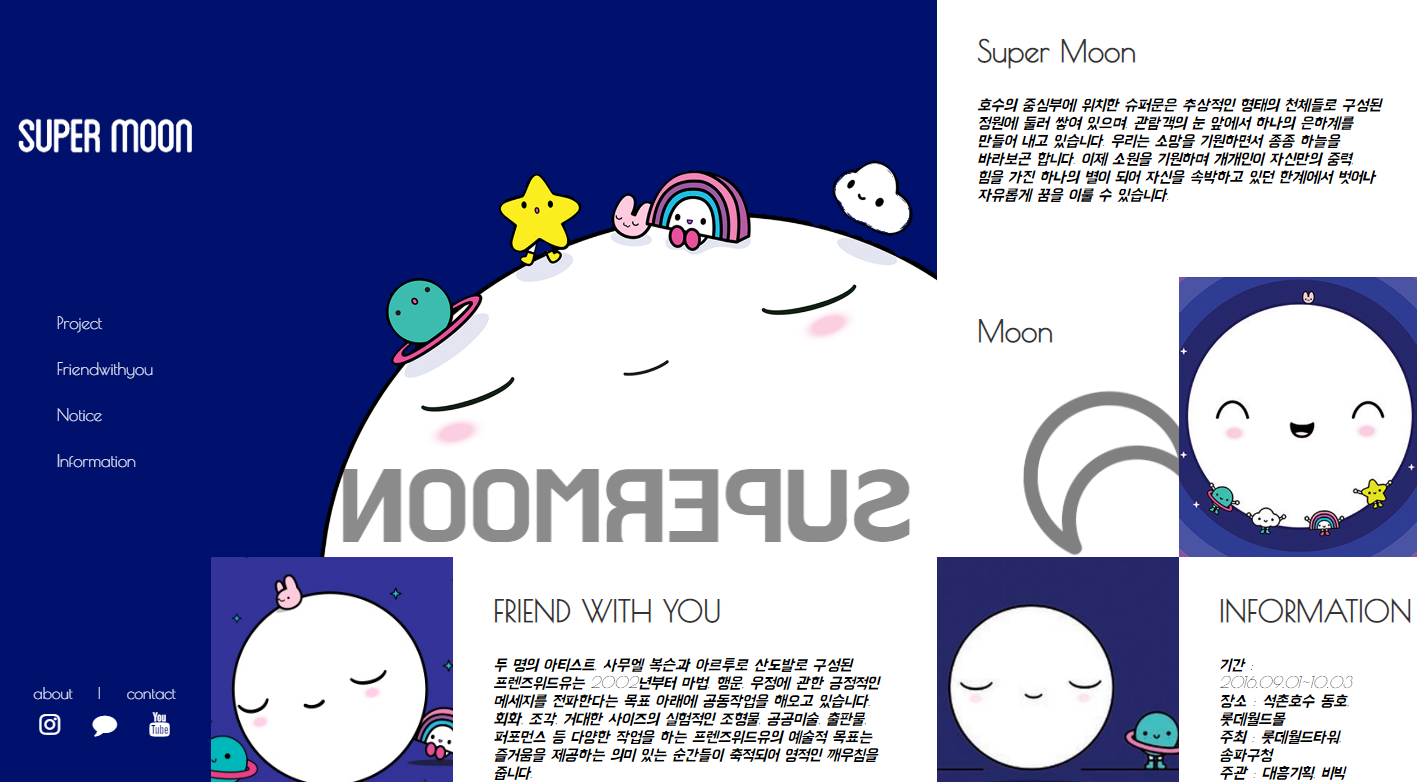 SUPER MOON
Project
Friendwithyou
Notice
Information
about | contact
You
Tube
SUPERMOON
Super Moon
호수의 중심부에 위치한 슈퍼문은 추상적인 형태의 천체들로 구성된
정원에 둘러 쌓여 있으며, 관람객의 눈 앞에서 하나의 은하계를
만들어 내고 있습니다. 우리는 소망을 기원하면서 종종 하늘을
바라보곤 합니다. 이제 소원을 기원하며 개개인이 자신만의 중력,
힘을 가진 하나의 별이 되어 자신을 속박하고 있던 한계에서 벗어나
자유롭게 꿈을 이룰 수 있습니다.
Moon
FRIEND WITH YOU
두 명의 아티스트, 사무엘 복슨과 아르투로 산도발로 구성된
프렌즈위드유는 2002년부터 마법, 행운, 우정에 관한 긍정적인
메세지를 전파한다는 목표 아래에 공동작업을 해오고 있습니다.
회화, 조각, 거대한 사이즈의 실험적인 조형물, 공공미술, 출판물,
퍼포먼스 등 다양한 작업을 하는 프렌즈위드유의 예술적 목표는
즐거움을 제공하는 의미 있는 순간들이 축적되어 영적인 깨우침을
줍니다.
INFORMATION
기간 :
2016.09.01~10.03
장소 : 석촌호수 동호,
롯데월드몰
주최 : 롯데월드타워,
송파구청
주관 : 대홍기획, 비빅